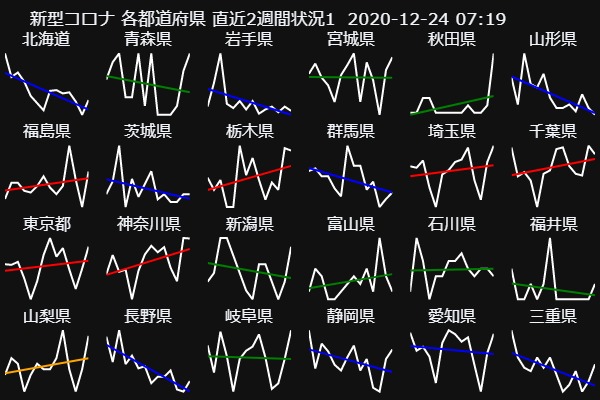 新型コロナ 各都道府県 直近2週間状況1 2020-12-24 07:19
北海道 青森県 岩手県 宮城県 秋田県 山形県
福島県 茨城県 栃木県 群馬県 埼玉県 千葉県
東京都 神奈川県 新潟県 富山県 石川県 福井県
山梨県 長野県 岐阜県 静岡県 愛知県 三重県